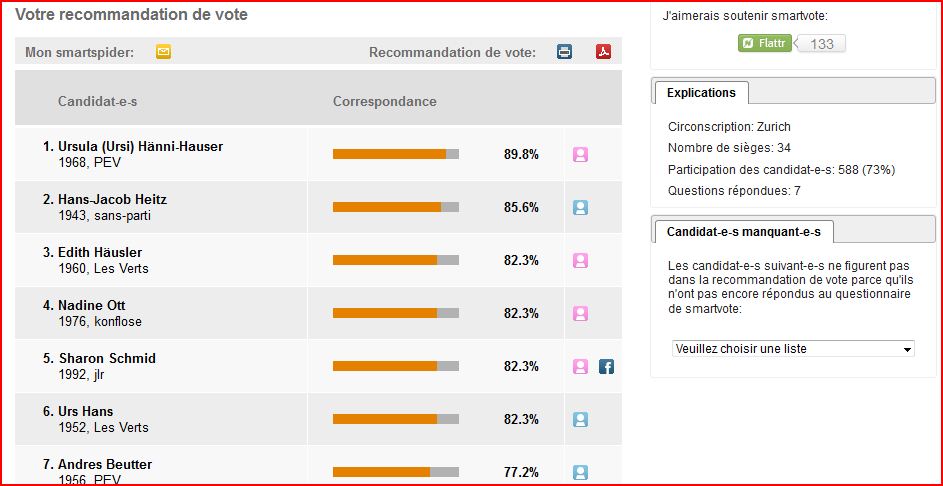 Votre recommandation de vote
Mon smartspider:
Recommandation de vote:
Candidat-e-s
Correspondance
1. Ursula (Ursi) Hänni-Hauser
1968, PEV
89.8%
2. Hans-Jacob Heitz
1943, sans-parti
85.6%
3. Edith Häusler
1960, Les Verts
82.3%
4. Nadine Ott
1976, konflose
82.3%
5. Sharon Schmid
1992, jlr
82.3%
6. Urs Hans
1952, Les Verts
82.3%
7. Andres Beutter
1956, PEV
77.2%
J'aimerais soutenir smartvote:
Flattr
133
Explications
Circonscription: Zurich
Nombre de sièges: 34
Participation des candidat-e-s: 588 (73%)
Questions répondues: 7
Candidat-e-s manquant-e-s
Les candidat-e-s suivant-e-s ne figurent pas
dans la recommandation de vote parce qu'ils
n'ont pas encore répondus au questionnaire
de smartvote:
Veuillez choisir une liste